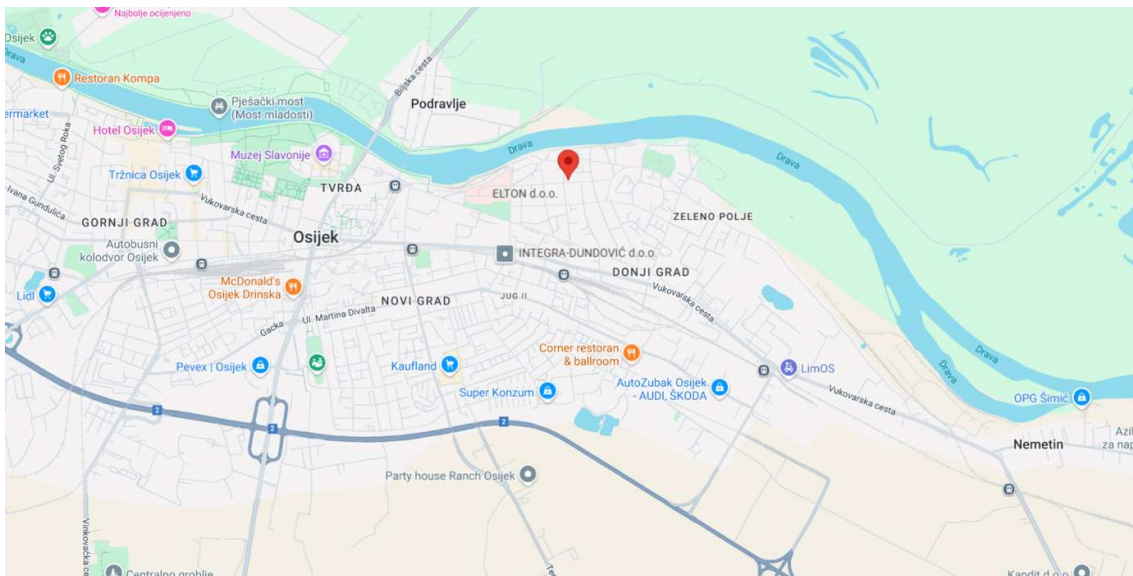 Najbolje ocijenjeno
Osijek
Drava
Restoran Kompa
Pješački most
(Most mladosti)
Biljska cesta
Podravlje
ermarket
Hotel Osijek
Ul. Svetog Roka
Muzej Slavonije
Drava
Drava
Tržnica Osijek
TVRĐA
ELTON d.o.o.
Ivana Gundulića
Vukovarska cesta
GORNJI GRAD
ZELENO POLJE
Osijek
Autobusni
kolodvor Osijek
INTEGRA-DUNDOVIĆ d.o.o.
DONJI GRAD
McDonald's
Osijek Drinska
Lidl
NOVI GRAD
JUG II
Vukovarska cesta
Gacka
Ul. Martina Divalta
Corner restoran
& ballroom
Drava
Drava
Pevex | Osijek
Kaufland
LimOS
Super Konzum
AutoZubak Osijek
- AUDI, ŠKODA
Vukovarska cesta
OPG Šimić
2
2
2
Azil
za nap
Nemetin
Party house Ranch Osijek
Vinkovačka cesta
Centralno groblje
Kandit d.o.o